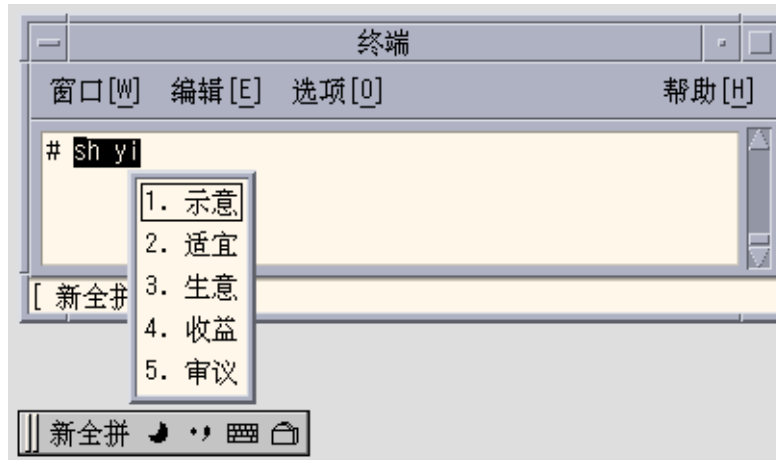 终端
窗口[W] 编辑[E] 选项[O] 帮助[H]
# sh yi
1. 示意
2. 适宜
3. 生意
4. 收益
5. 审议
[ 新全拼
新全拼